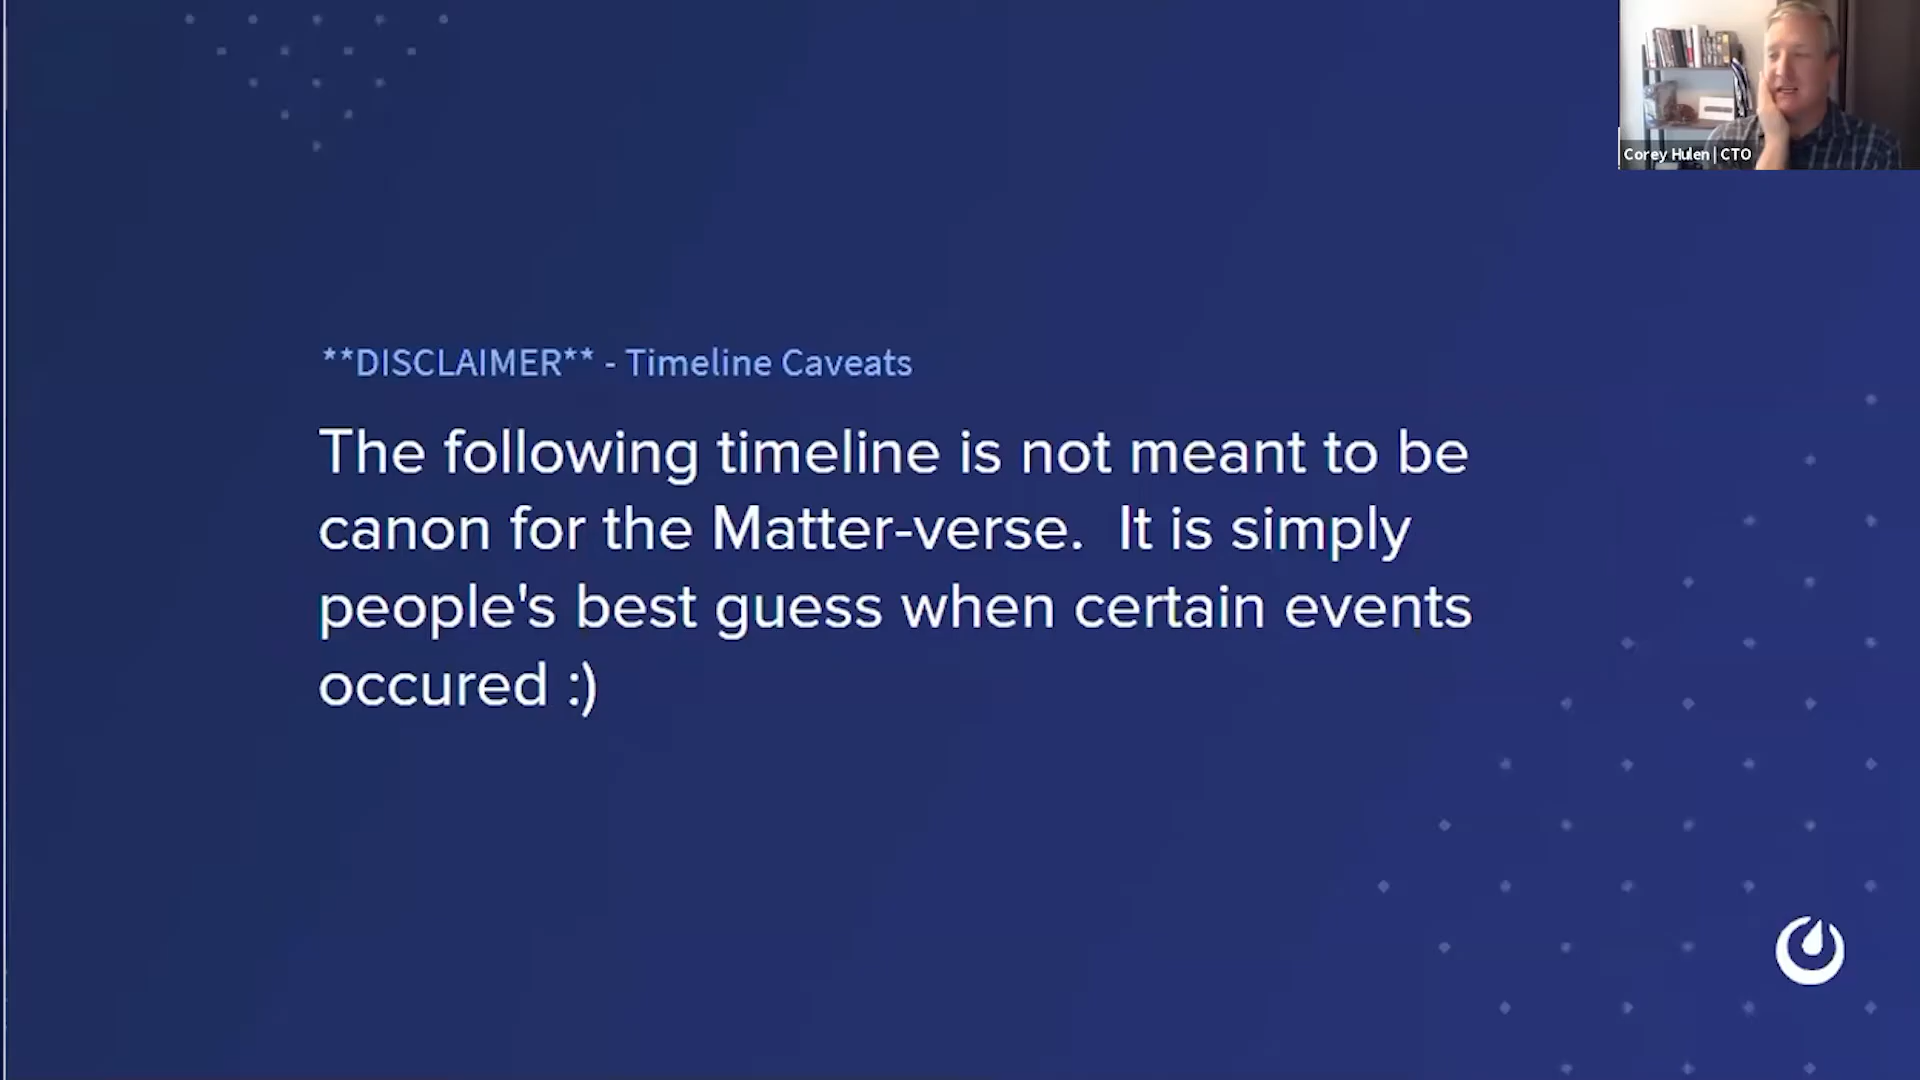 Corey Hulen | CTO
**DISCLAIMER** - Timeline Caveats
The following timeline is not meant to be
canon for the Matter-verse.  It is simply
people's best guess when certain events
occured :)